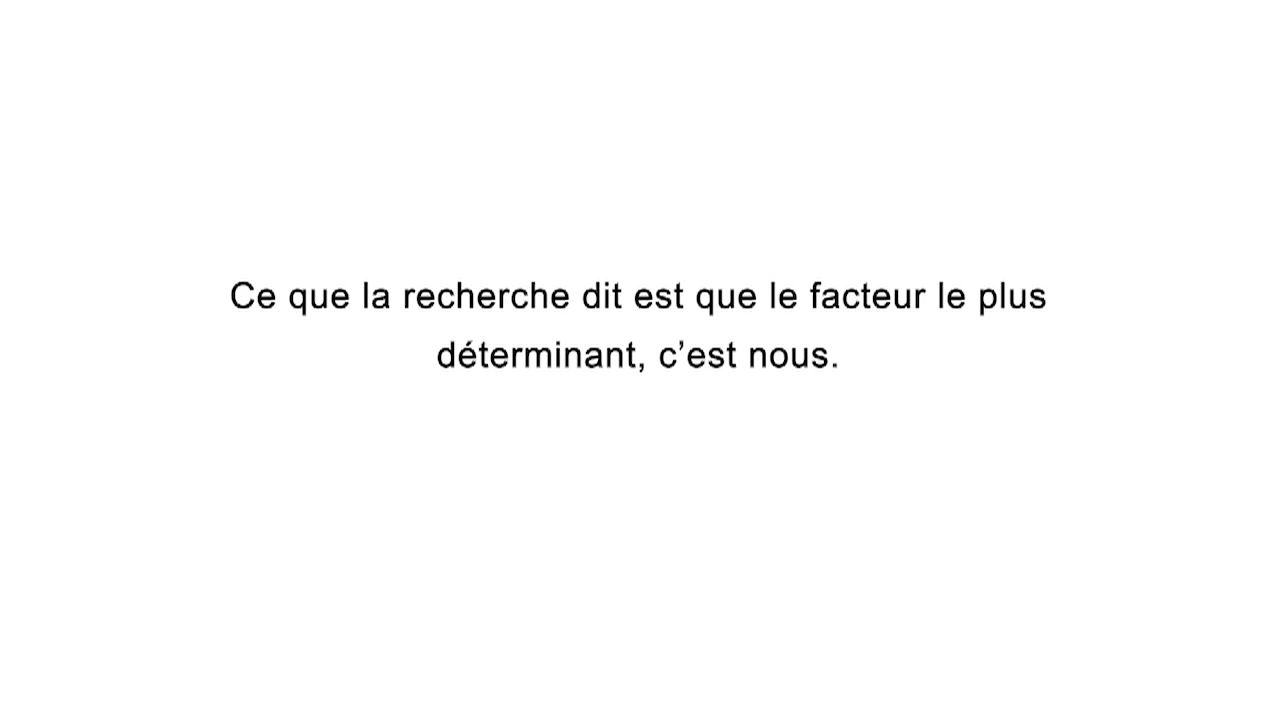 Ce que la recherche dit est que le facteur le plus
déterminant, c’est nous.